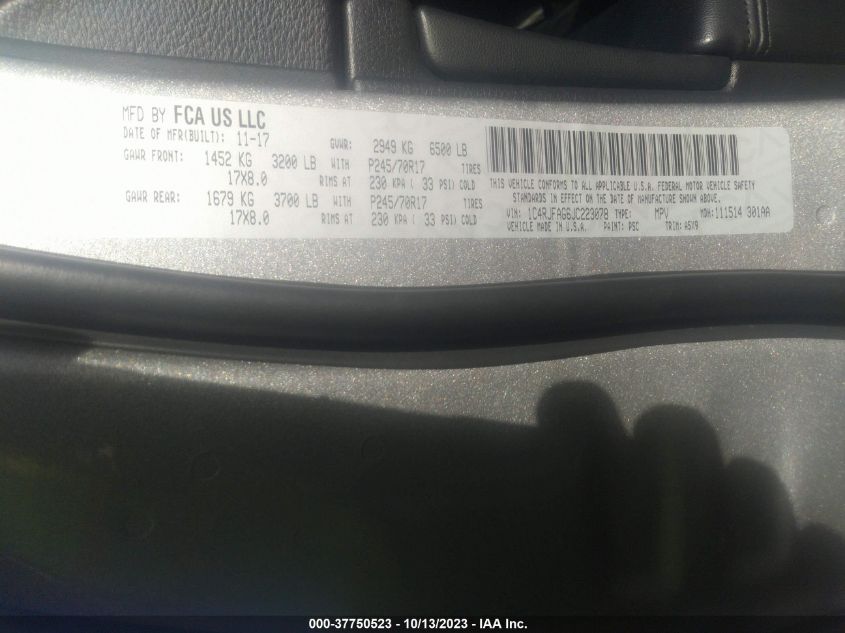 MFD BY FCA US LLC
DATE OF MFR(BUILT): 11-17 GVWR: 2949 KG 6500 LB
GAWR FRONT: 1452 KG 3200 LB WITH P245/70R17 TIRES
17X8.0 RIMS AT 230 KPA ( 33 PSI) COLD
GAWR REAR: 1679 KG 3700 LB WITH P245/70R17 TIRES
17X8.0 RIMS AT 230 KPA ( 33 PSI) COLD
THIS VEHICLE CONFORMS TO ALL APPLICABLE U.S.A. FEDERAL MOTOR VEHICLE SAFETY
STANDARDS IN EFFECT ON THE DATE OF MANUFACTURE SHOWN ABOVE.
VIN: 1C4RJFAG6JC223078 TYPE: MPV MDH: 111514 301AA
VEHICLE MADE IN U.S.A. PAINT: PSC TRIM: A5X9
000-37750523 - 10/13/2023 - IAA Inc.